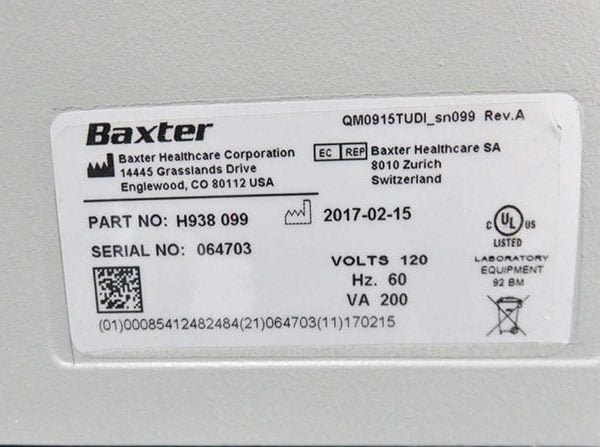 QM0915TUDI_sn099 Rev.A
Baxter
Baxter Healthcare Corporation
14445 Grasslands Drive
Englewood, CO 80112 USA
EC REP
Baxter Healthcare SA
8010 Zurich
Switzerland
PART NO: H938 099
2017-02-15
SERIAL NO: 064703
VOLTS 120
Hz. 60
VA 200
C UL US
LISTED
LABORATORY
EQUIPMENT
92 BM
(01)00085412482484(21)064703(11)170215